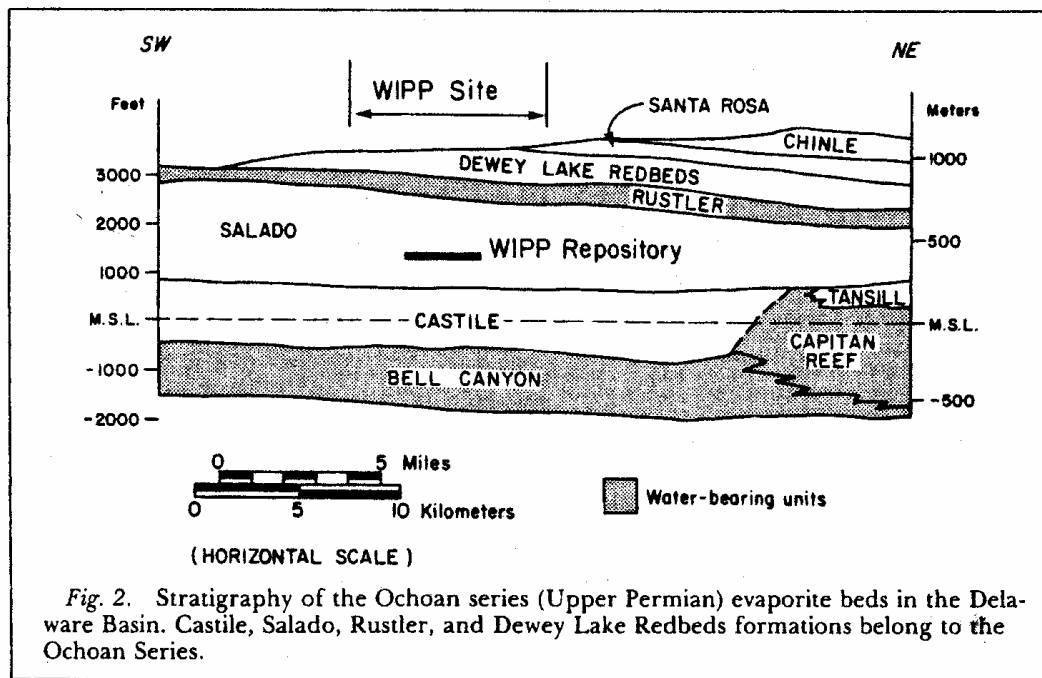 SW
NE
WIPP Site
SANTA ROSA
Feet
Meters
CHINLE
1000
DEWEY LAKE REDBEDS
3000
RUSTLER
2000
SALADO
WIPP Repository
500
1000
TANSILL
M.S.L.
CASTILE
M.S.L.
CAPITAN
REEF
-1000
BELL CANYON
-500
-2000
0 5 Miles
0 5 10 Kilometers
Water-bearing units
(HORIZONTAL SCALE)
Fig. 2. Stratigraphy of the Ochoan series (Upper Permian) evaporite beds in the Dela-
ware Basin. Castile, Salado, Rustler, and Dewey Lake Redbeds formations belong to the
Ochoan Series.